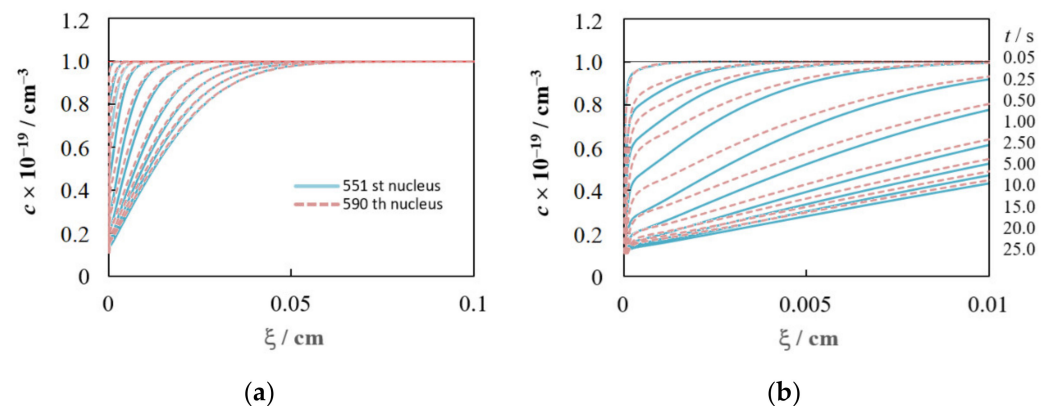 1.2
1.0
0.8
0.6
0.4
0.2
0
c × 10⁻¹⁹ / cm⁻³
551 st nucleus
590 th nucleus
0 0.05 0.1
ξ / cm
(a)
1.2
1.0
0.8
0.6
0.4
0.2
0
c × 10⁻¹⁹ / cm⁻³
0 0.005 0.01
ξ / cm
(b)
t / s
0.05
0.25
0.50
1.00
2.50
5.00
10.0
15.0
20.0
25.0